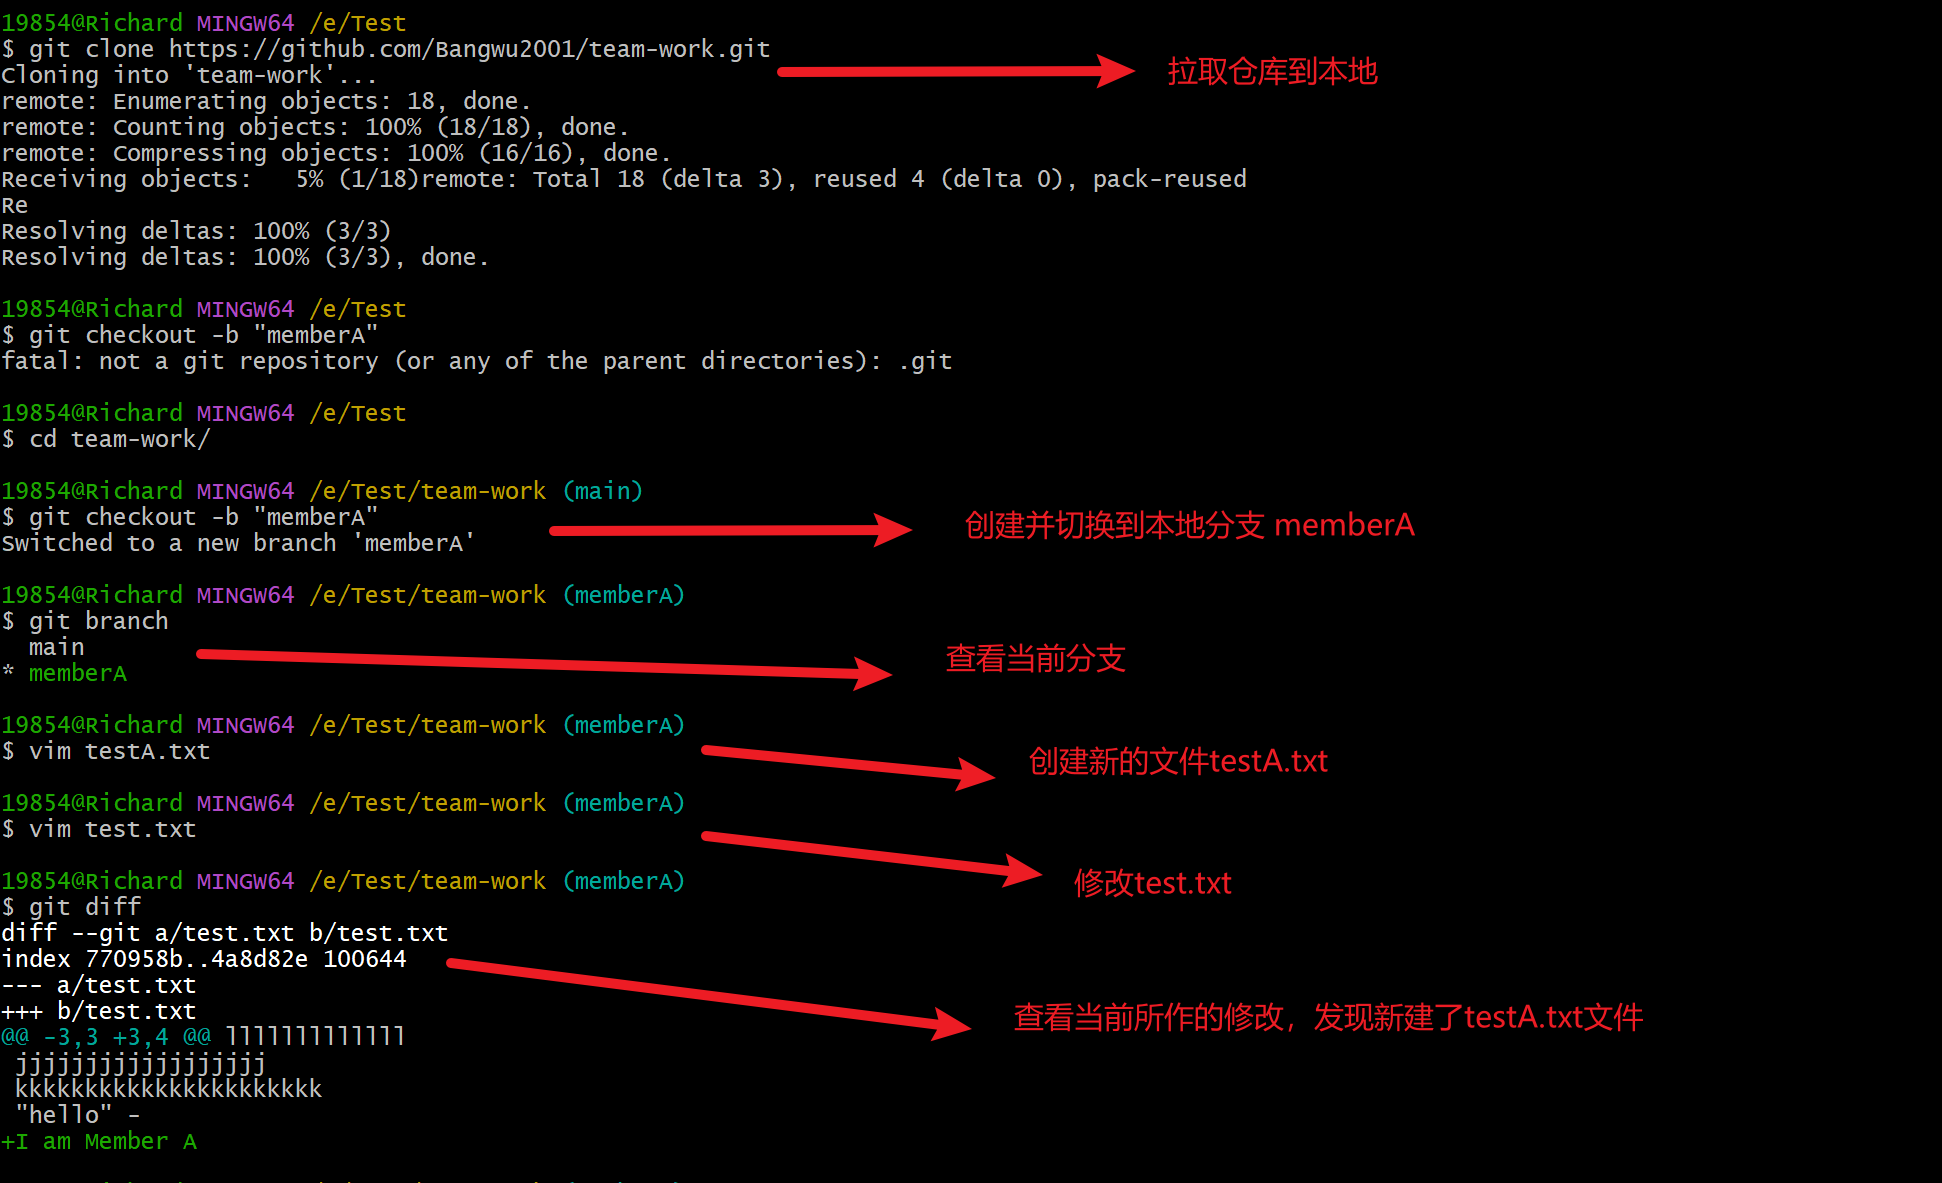 19854@Richard MINGW64 /e/Test
$ git clone https://github.com/Bangwu2001/team-work.git
Cloning into 'team-work'...
拉取仓库到本地
remote: Enumerating objects: 18, done.
remote: Counting objects: 100% (18/18), done.
remote: Compressing objects: 100% (16/16), done.
Receiving objects:   5% (1/18)remote: Total 18 (delta 3), reused 4 (delta 0), pack-reused
Re
Resolving deltas: 100% (3/3)
Resolving deltas: 100% (3/3), done.
19854@Richard MINGW64 /e/Test
$ git checkout -b "memberA"
fatal: not a git repository (or any of the parent directories): .git
19854@Richard MINGW64 /e/Test
$ cd team-work/
19854@Richard MINGW64 /e/Test/team-work (main)
$ git checkout -b "memberA"
创建并切换到本地分支 memberA
Switched to a new branch 'memberA'
19854@Richard MINGW64 /e/Test/team-work (memberA)
$ git branch
  main
查看当前分支
* memberA
19854@Richard MINGW64 /e/Test/team-work (memberA)
$ vim testA.txt
创建新的文件testA.txt
19854@Richard MINGW64 /e/Test/team-work (memberA)
$ vim test.txt
19854@Richard MINGW64 /e/Test/team-work (memberA)
修改test.txt
$ git diff
diff --git a/test.txt b/test.txt
index 770958b..4a8d82e 100644
--- a/test.txt
+++ b/test.txt
查看当前所作的修改，发现新建了testA.txt文件
@@ -3,3 +3,4 @@ lllllllllllll
 jjjjjjjjjjjjjjjjjj
 kkkkkkkkkkkkkkkkkkkkkk
 "hello" -
+I am Member A